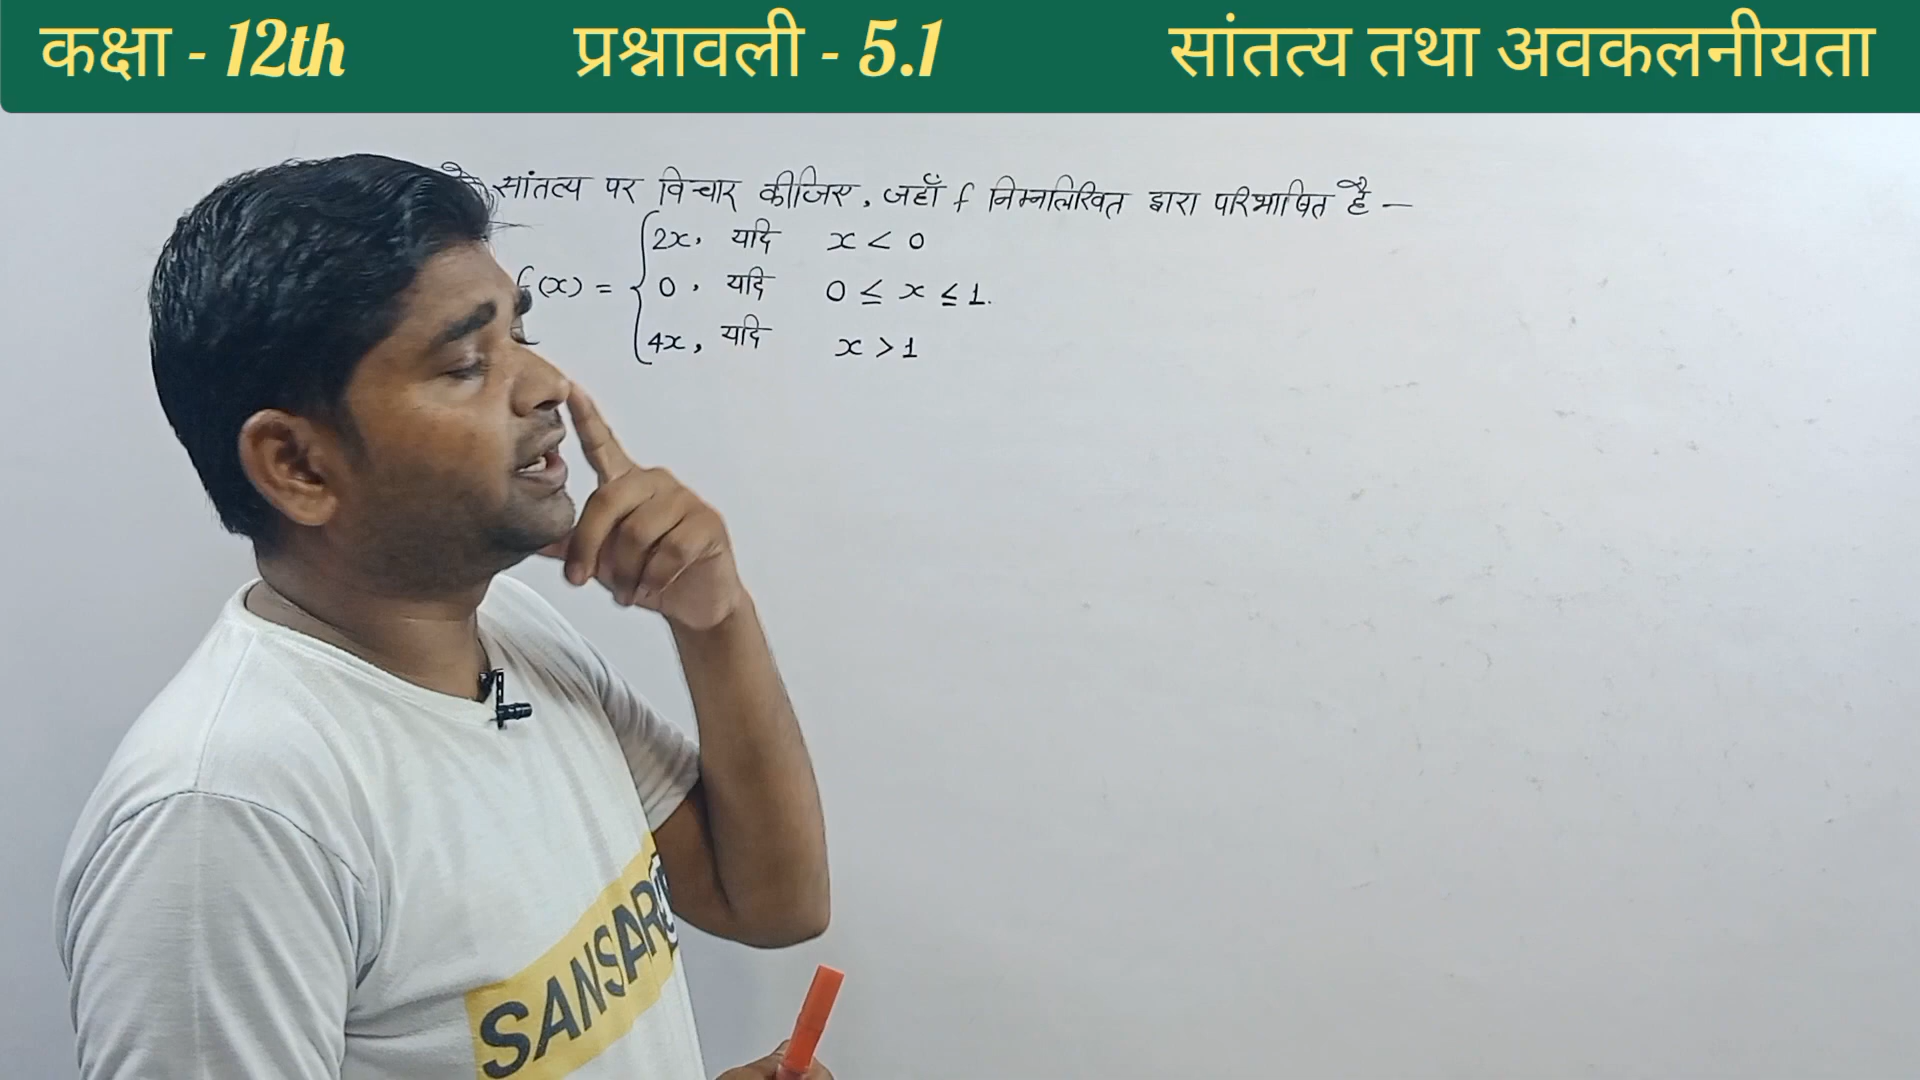 कक्षा - 12th प्रश्नावली - 5.1 सांतत्य तथा अवकलनीयता
सांतत्य पर विचार कीजिए, जहाँ f निम्नलिखित द्वारा परिभाषित है —
2x, यदि x < 0
f(x) = 0, यदि 0 ≤ x ≤ 1.
4x, यदि x > 1
SANSAR